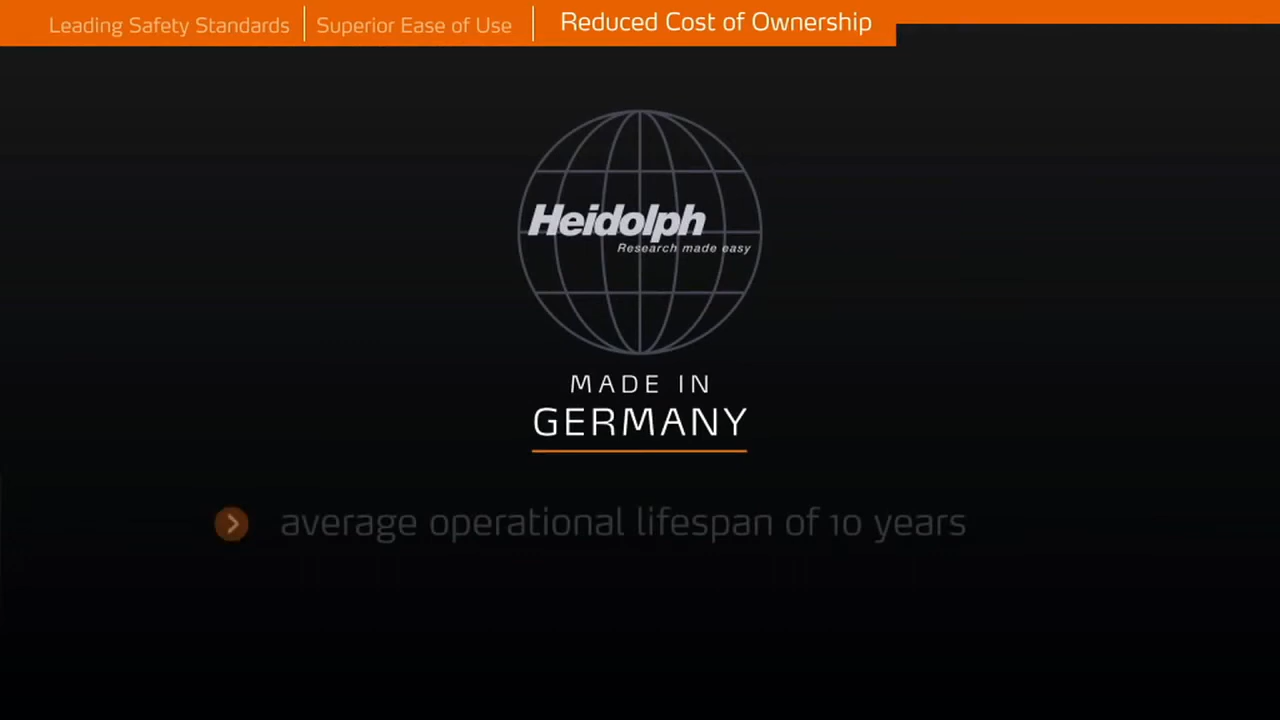 Leading Safety Standards
Superior Ease of Use
Reduced Cost of Ownership
Heidolph
Research made easy
MADE IN
GERMANY
average operational lifespan of 10 years